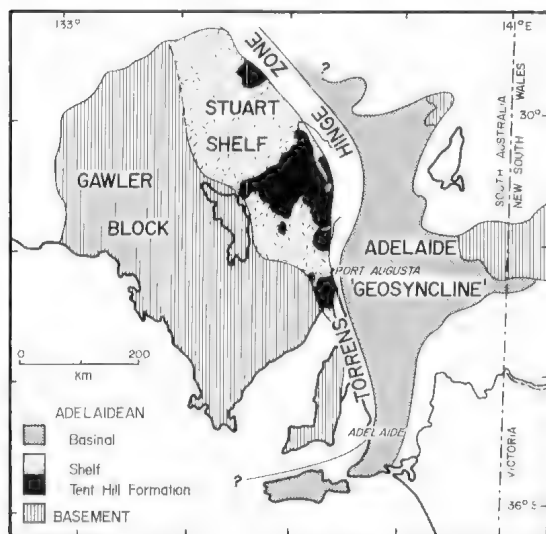 133°
141°E
?
ZONE
HINGE
STUART
SHELF
30°
SOUTH AUSTRALIA
NEW SOUTH WALES
GAWLER
BLOCK
ADELAIDE
PORT AUGUSTA
'GEOSYNCLINE'
TORRENS
0 200
km
ADELAIDEAN
Basinal
Shelf
Tent Hill Formation
BASEMENT
ADELAIDE
?
VICTORIA
36°S